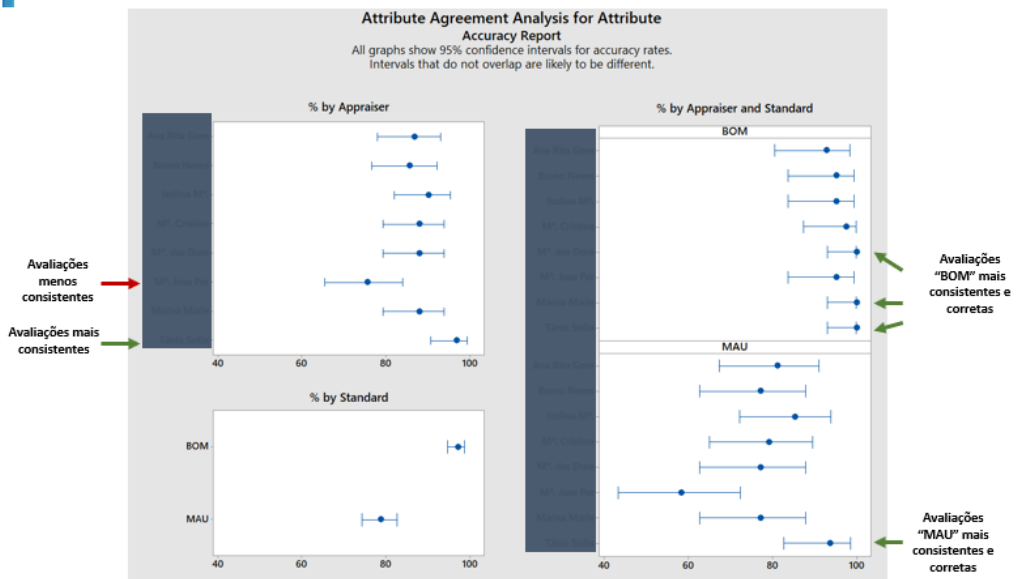 Attribute Agreement Analysis for Attribute
Accuracy Report
All graphs show 95% confidence intervals for accuracy rates.
Intervals that do not overlap are likely to be different.
% by Appraiser
40 60 80 100
Avaliações
menos
consistentes
Avaliações mais
consistentes
% by Standard
BOM
MAU
40 60 80 100
% by Appraiser and Standard
BOM
MAU
40 60 80 100
Avaliações
“BOM” mais
consistentes e
corretas
Avaliações
“MAU” mais
consistentes e
corretas